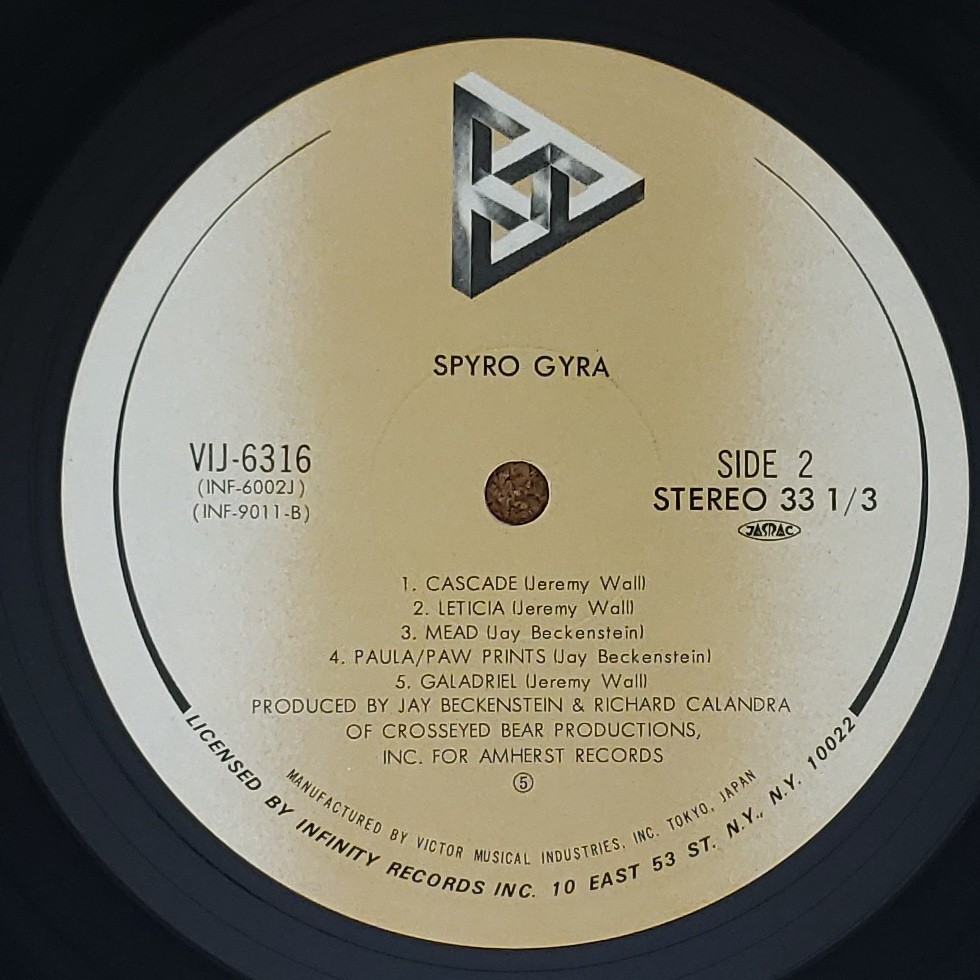 SPYRO GYRA
VIJ-6316
(INF-6002J)
(INF-9011-B)
SIDE 2
STEREO 33 1/3
JASRAC
1. CASCADE (Jeremy Wall)
2. LETICIA (Jeremy Wall)
3. MEAD (Jay Beckenstein)
4. PAULA/PAW PRINTS (Jay Beckenstein)
5. GALADRIEL (Jeremy Wall)
PRODUCED BY JAY BECKENSTEIN & RICHARD CALANDRA
OF CROSSEYED BEAR PRODUCTIONS,
INC. FOR AMHERST RECORDS
⑤
MANUFACTURED BY VICTOR MUSICAL INDUSTRIES, INC. TOKYO, JAPAN
LICENSED BY INFINITY RECORDS INC. 10 EAST 53 ST. N.Y., N.Y. 10022